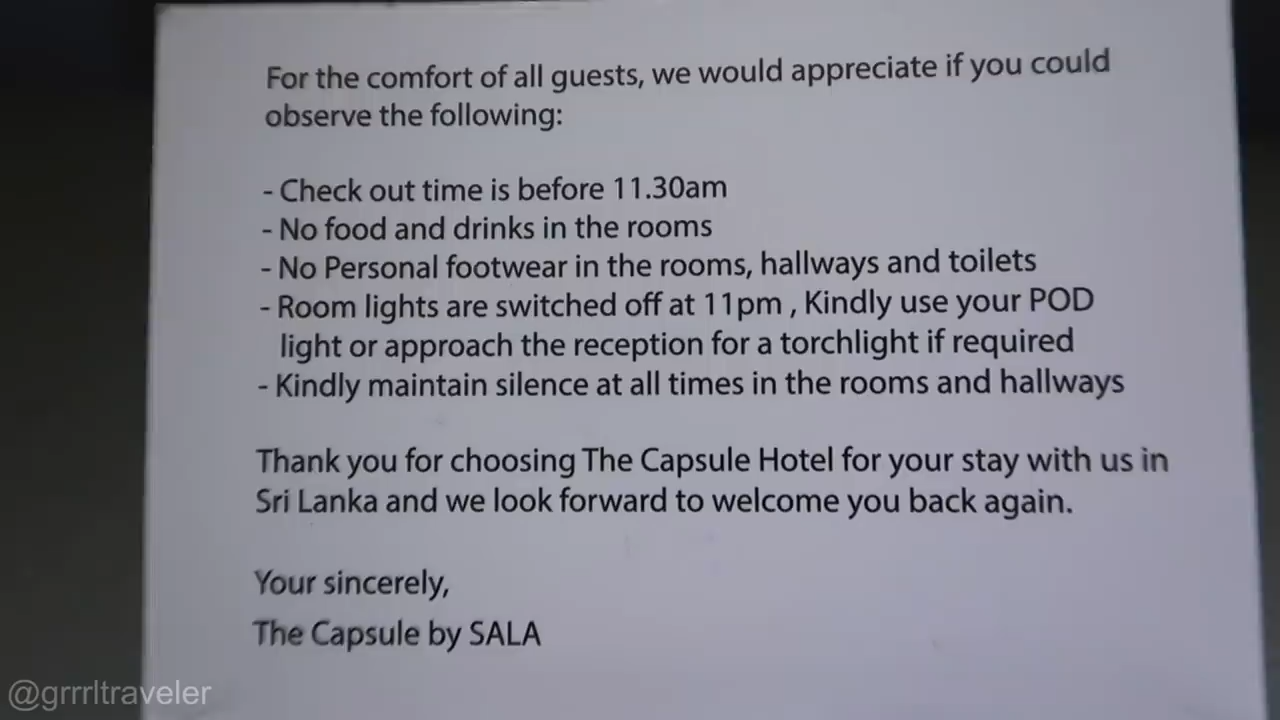 For the comfort of all guests, we would appreciate if you could
observe the following:
- Check out time is before 11.30am
- No food and drinks in the rooms
- No Personal footwear in the rooms, hallways and toilets
- Room lights are switched off at 11pm , Kindly use your POD
light or approach the reception for a torchlight if required
- Kindly maintain silence at all times in the rooms and hallways
Thank you for choosing The Capsule Hotel for your stay with us in
Sri Lanka and we look forward to welcome you back again.
Your sincerely,
The Capsule by SALA
@grrrltraveler